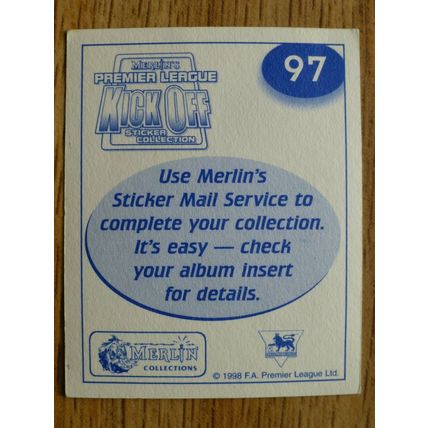 MERLIN'S
PREMIER LEAGUE
KICK OFF
STICKER
COLLECTION
97
Use Merlin's
Sticker Mail Service to
complete your collection.
It's easy — check
your album insert
for details.
MERLIN
COLLECTIONS
© 1998 F.A. Premier League Ltd.